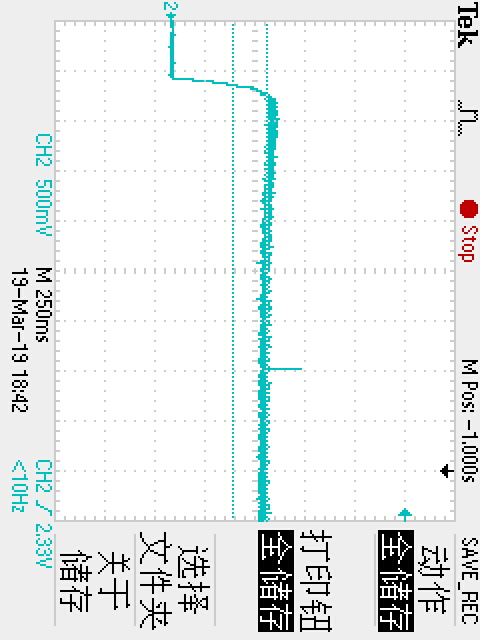 Tek
Stop
M Pos: -1.000s
SAVE_REC
动作
全储存
打印钮
全储存
选择
文件夹
关于
储存
2
CH2 500mV
M 250ms
CH2 / 2.33V
19-Mar-19 18:42
<10Hz